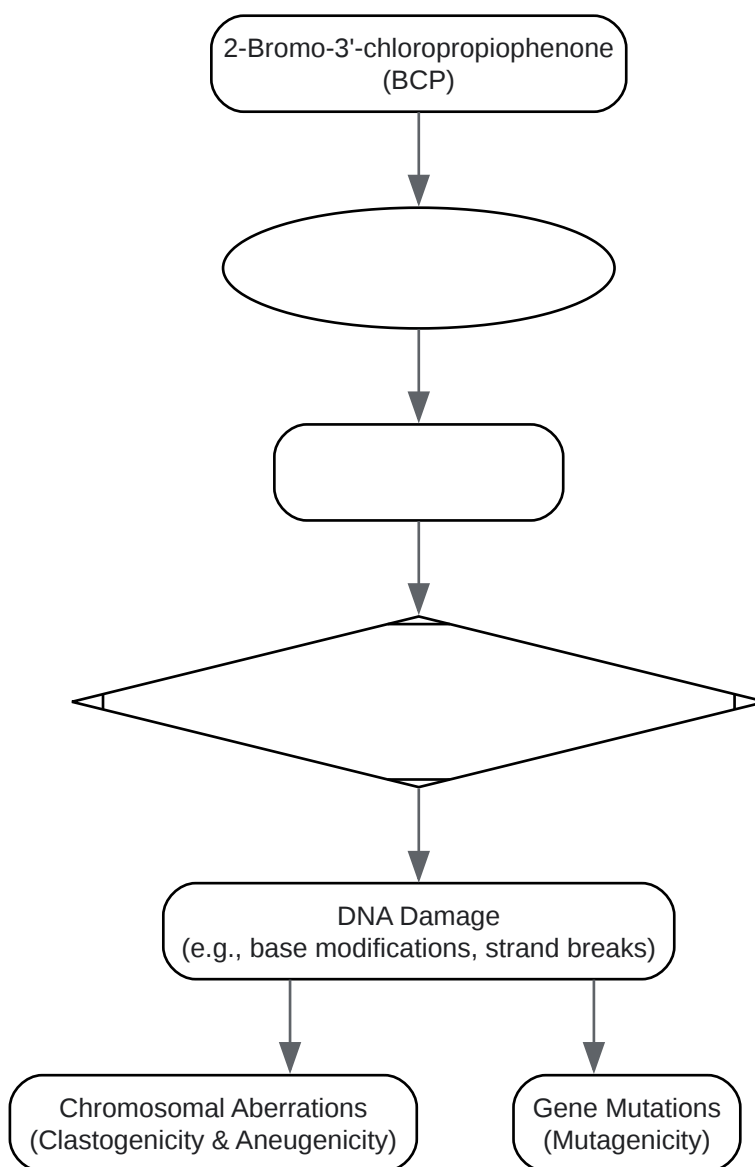 2-Bromo-3'-chloropropiophenone
(BCP)
DNA Damage
(e.g., base modifications, strand breaks)
Chromosomal Aberrations
(Clastogenicity & Aneugenicity)
Gene Mutations
(Mutagenicity)